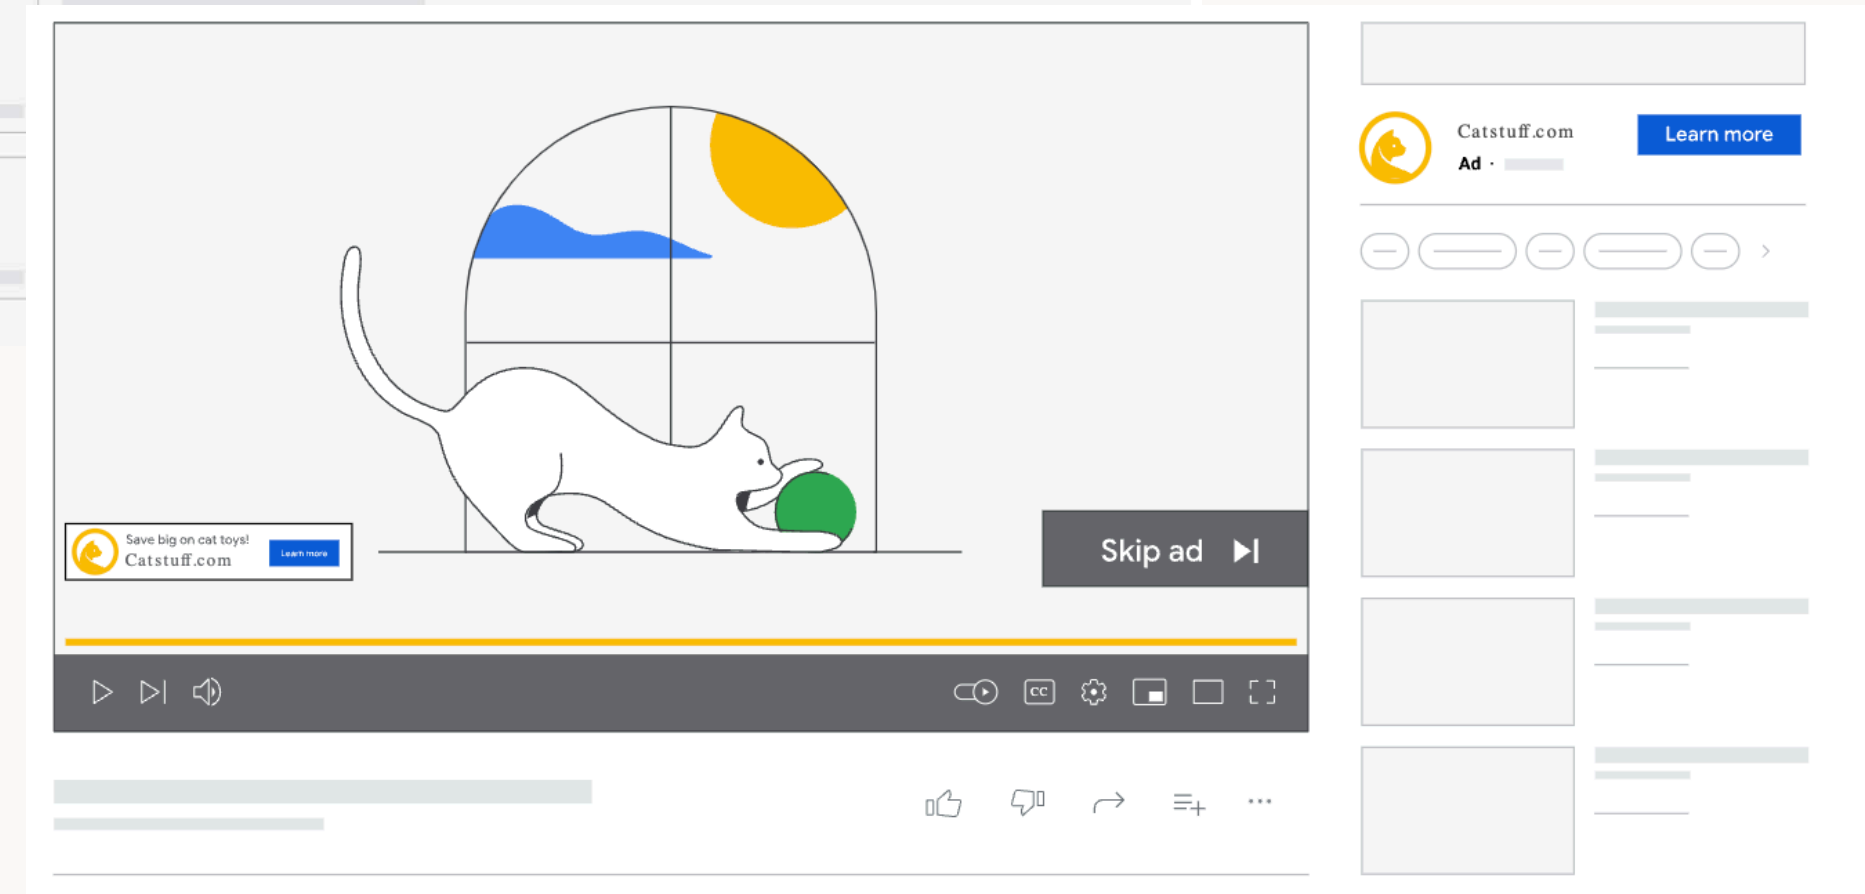 Catstuff.com
Learn more
Ad ·
Save big on cat toys!
Catstuff.com
Learn more
Skip ad
CC